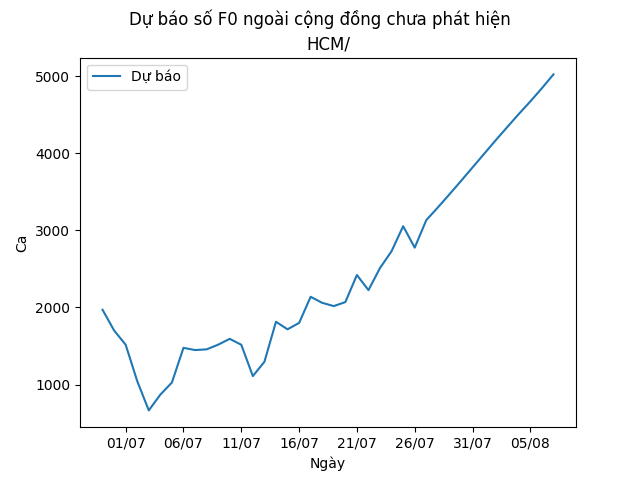 Dự báo số F0 ngoài cộng đồng chưa phát hiện
HCM/
Dự báo
5000
4000
3000
2000
1000
Ca
01/07 06/07 11/07 16/07 21/07 26/07 31/07 05/08
Ngày